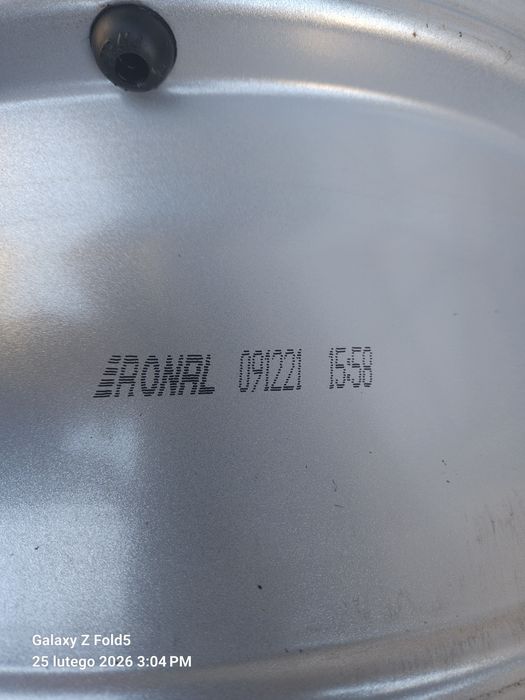 RONAL 091221 15:58
Galaxy Z Fold5
25 lutego 2026 3:04 PM